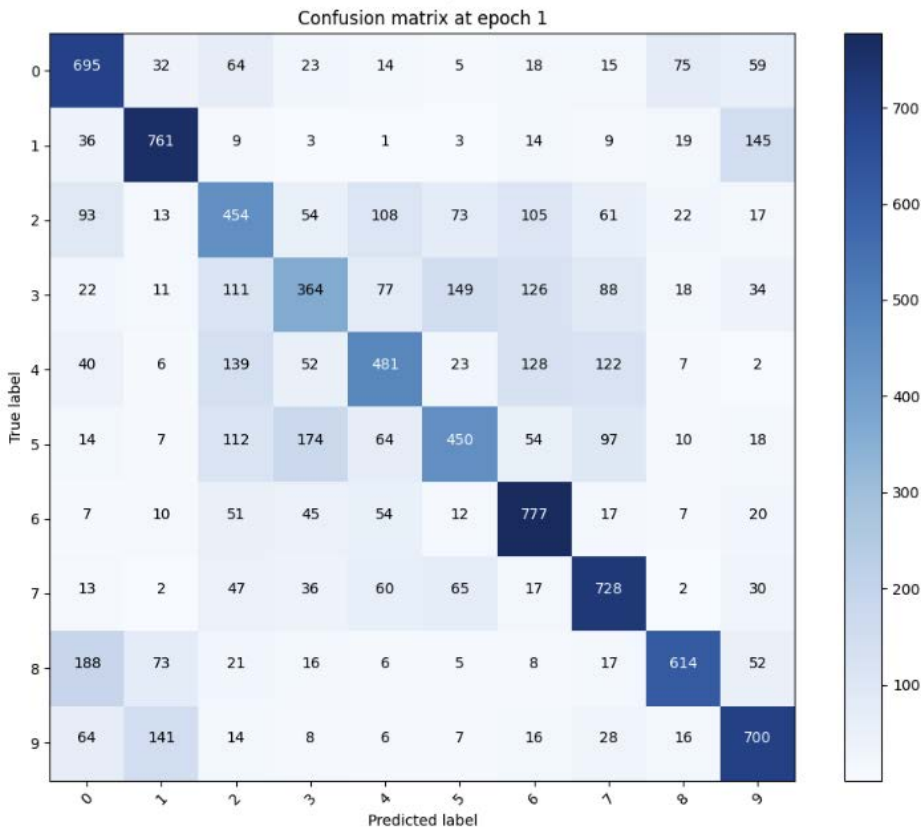 Confusion matrix at epoch 1
0 695 32 64 23 14 5 18 15 75 59
1 36 761 9 3 1 3 14 9 19 145
2 93 13 454 54 108 73 105 61 22 17
3 22 11 111 364 77 149 126 88 18 34
4 40 6 139 52 481 23 128 122 7 2
5 14 7 112 174 64 450 54 97 10 18
6 7 10 51 45 54 12 777 17 7 20
7 13 2 47 36 60 65 17 728 2 30
8 188 73 21 16 6 5 8 17 614 52
9 64 141 14 8 6 7 16 28 16 700
0 1 2 3 4 5 6 7 8 9
Predicted label
True label
700
600
500
400
300
200
100